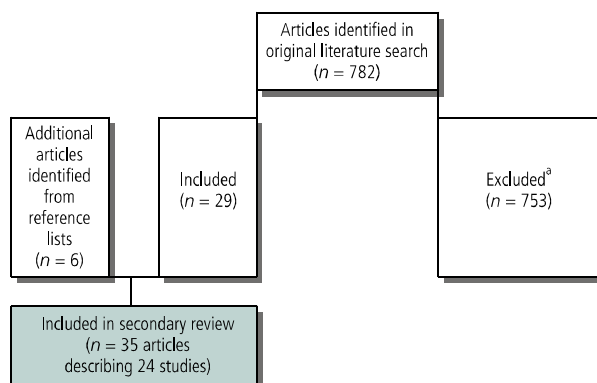 Articles identified in
original literature search
(n = 782)
Additional
articles
identified
from
reference
lists
(n = 6)
Included
(n = 29)
Excludedᵃ
(n = 753)
Included in secondary review
(n = 35 articles
describing 24 studies)